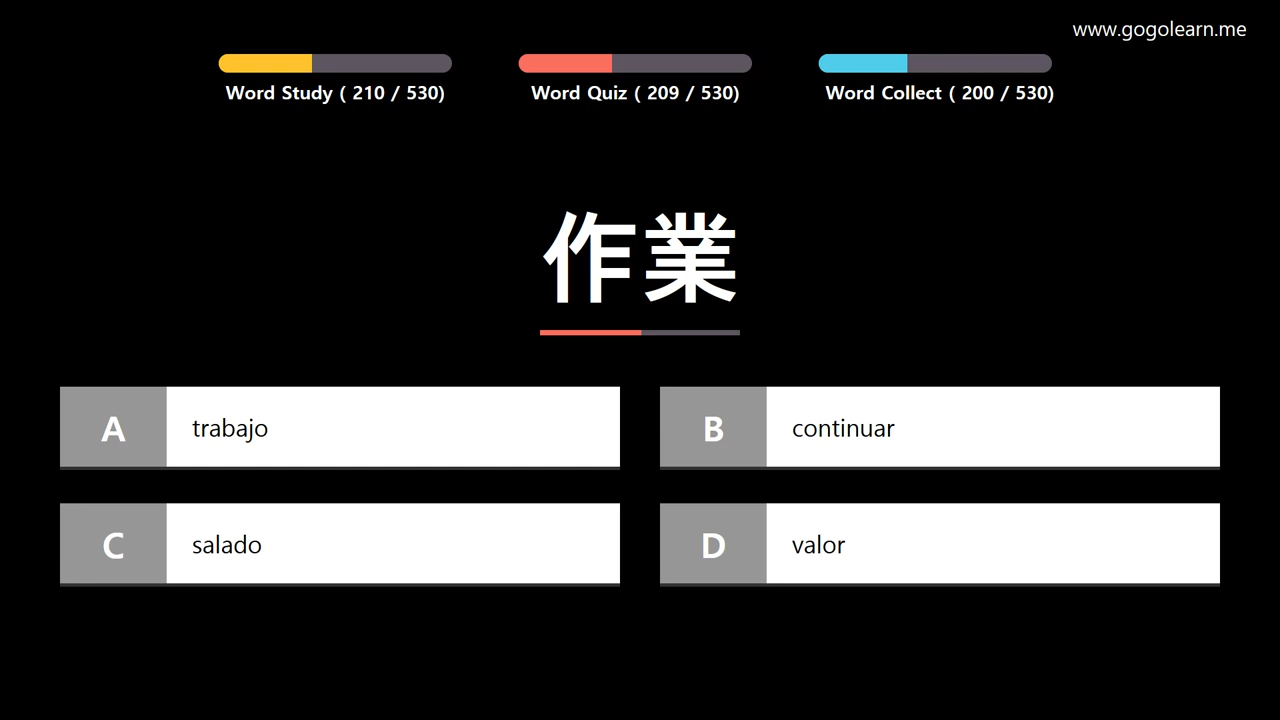 www.gogolearn.me
Word Study ( 210 / 530)
Word Quiz ( 209 / 530)
Word Collect ( 200 / 530)
作業
A trabajo
B continuar
C salado
D valor